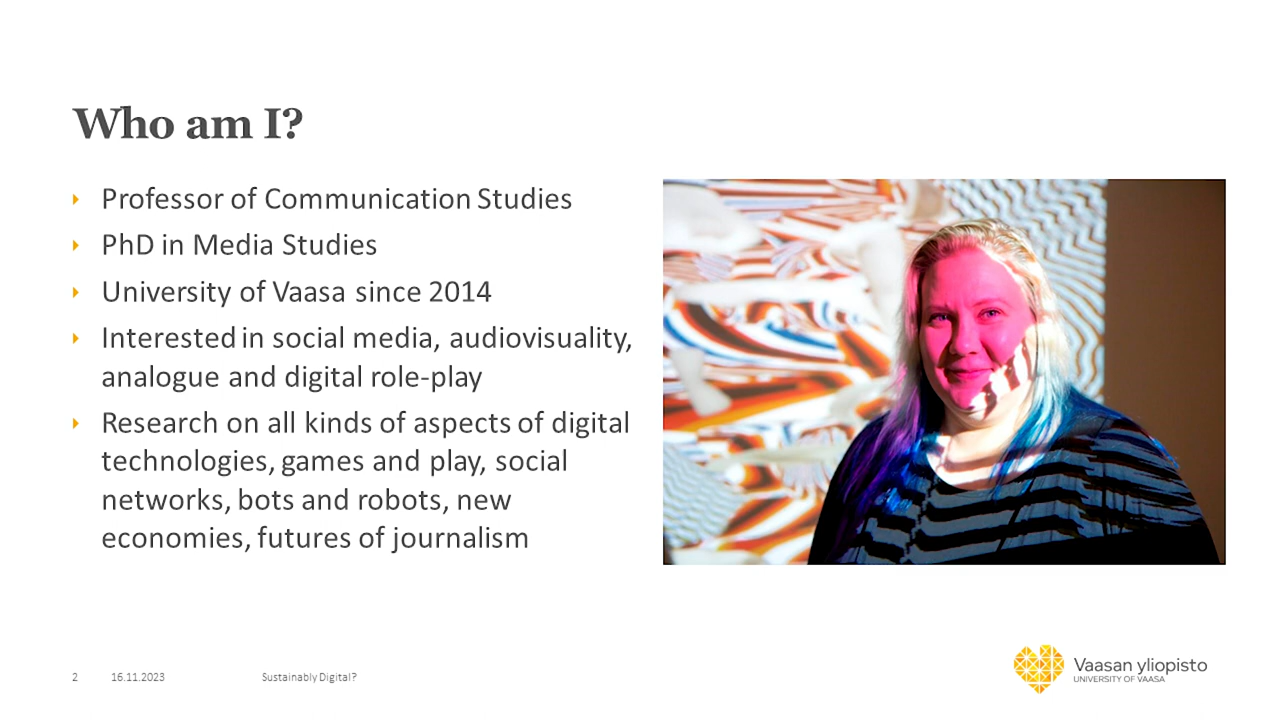 Who am I?
Professor of Communication Studies
PhD in Media Studies
University of Vaasa since 2014
Interested in social media, audiovisuality,
analogue and digital role-play
Research on all kinds of aspects of digital
technologies, games and play, social
networks, bots and robots, new
economies, futures of journalism
2 16.11.2023 Sustainably Digital?
Vaasan yliopisto
UNIVERSITY OF VAASA